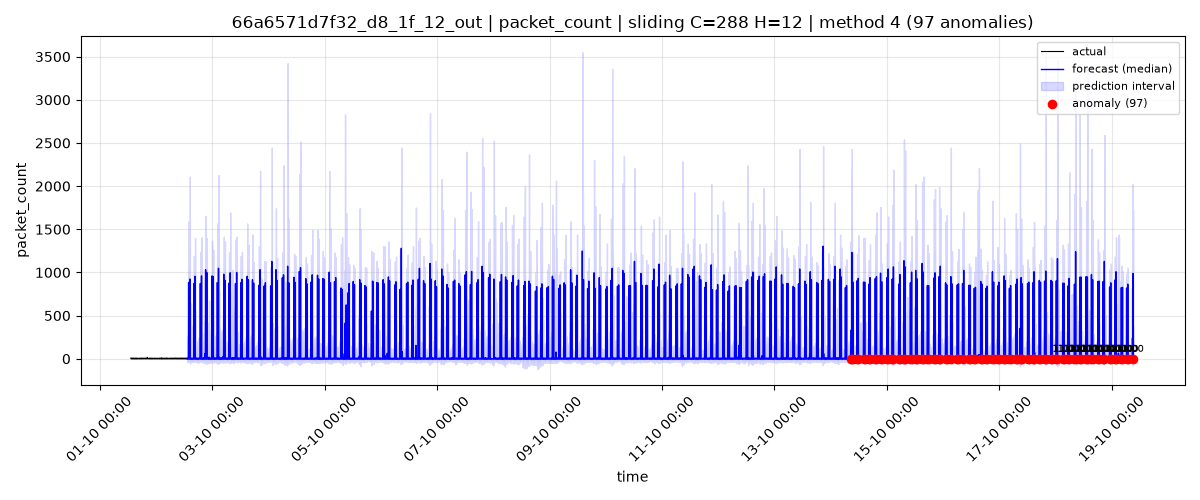 66a6571d7f32_d8_1f_12_out | packet_count | sliding C=288 H=12 | method 4 (97 anomalies)
packet_count
3500
3000
2500
2000
1500
1000
500
0
actual
forecast (median)
prediction interval
anomaly (97)
01-10 00:00
03-10 00:00
05-10 00:00
07-10 00:00
09-10 00:00
11-10 00:00
13-10 00:00
15-10 00:00
17-10 00:00
19-10 00:00
time